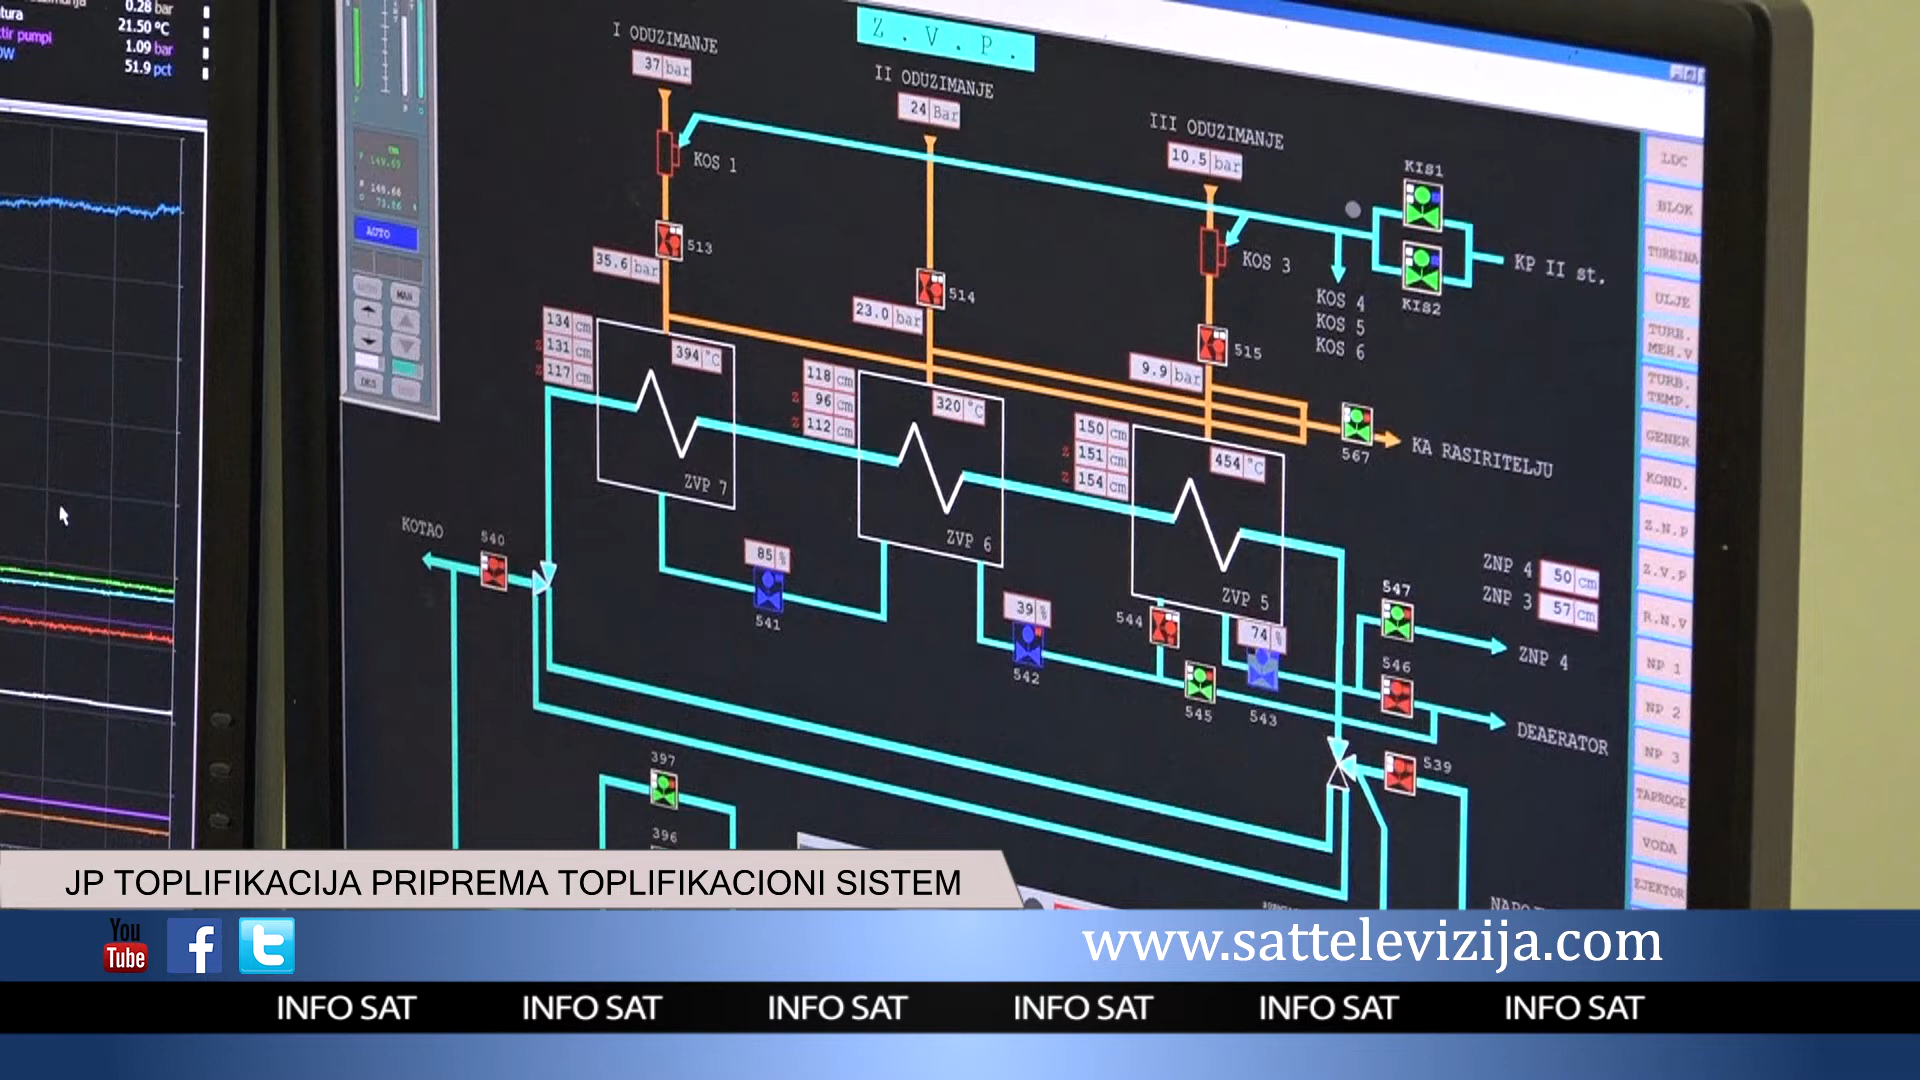 0.28 bar
21.50 °C
1.09 bar
51.9 pct
Z . V . P .
I ODUZIMANJE
37 bar
II ODUZIMANJE
24 Bar
III ODUZIMANJE
10.5 bar
KOS 1
KIS1
KIS2
KP II st.
KOS 3
KOS 4
KOS 5
KOS 6
513
35.6 bar
514
23.0 bar
515
9.9 bar
AUTO
MAN
134 cm
z 131 cm
z 117 cm
394 °C
ZVP 7
118 cm
z 96 cm
z 112 cm
320 °C
ZVP 6
150 cm
z 151 cm
z 154 cm
454 °C
ZVP 5
567
KA RASIRITELJU
KOTAO
540
85 %
541
39 %
542
544
545
74 %
543
547
546
ZNP 4 50 cm
ZNP 3 57 cm
ZNP 4
DEAERATOR
539
397
396
LDC
BLOK
TURBINA
ULJE
TURB.
MEH.V
TURB.
TEMP.
GENER
KOND.
Z.N.P
Z.V.P
R.N.V
NP 1
NP 2
NP 3
TAPROGE
VODA
EJEKTOR
JP TOPLIFIKACIJA PRIPREMA TOPLIFIKACIONI SISTEM
You
Tube
f
t
www.sattelevizija.com
INFO SAT INFO SAT INFO SAT INFO SAT INFO SAT INFO SAT